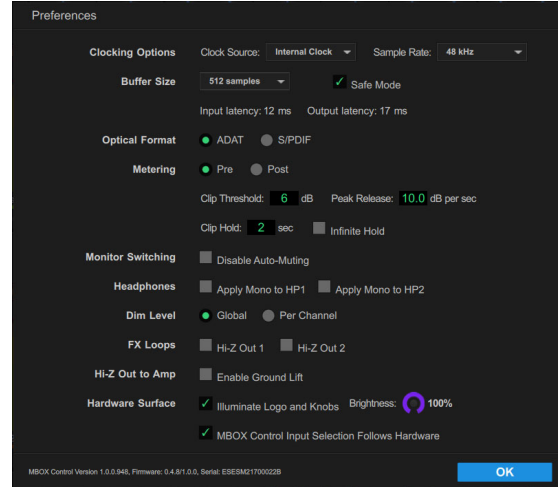 Preferences
Clocking Options Clock Source: Internal Clock Sample Rate: 48 kHz
Buffer Size 512 samples Safe Mode
Input latency: 12 ms Output latency: 17 ms
Optical Format ADAT S/PDIF
Metering Pre Post
Clip Threshold: 6 dB Peak Release: 10.0 dB per sec
Clip Hold: 2 sec Infinite Hold
Monitor Switching Disable Auto-Muting
Headphones Apply Mono to HP1 Apply Mono to HP2
Dim Level Global Per Channel
FX Loops Hi-Z Out 1 Hi-Z Out 2
Hi-Z Out to Amp Enable Ground Lift
Hardware Surface Illuminate Logo and Knobs Brightness: 100%
MBOX Control Input Selection Follows Hardware
MBOX Control Version 1.0.0.948, Firmware: 0.4.8/1.0.0, Serial: ESESM21700022B OK